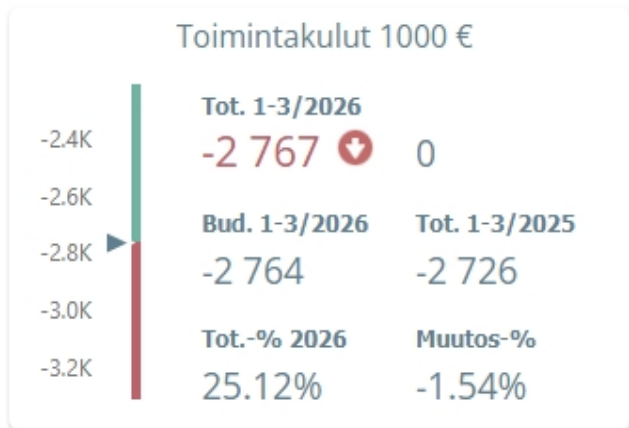 Toimintakulut 1000 €
Tot. 1-3/2026
-2 767 0
Bud. 1-3/2026 Tot. 1-3/2025
-2 764 -2 726
Tot.-% 2026 Muutos-%
25.12% -1.54%
-2.4K
-2.6K
-2.8K
-3.0K
-3.2K